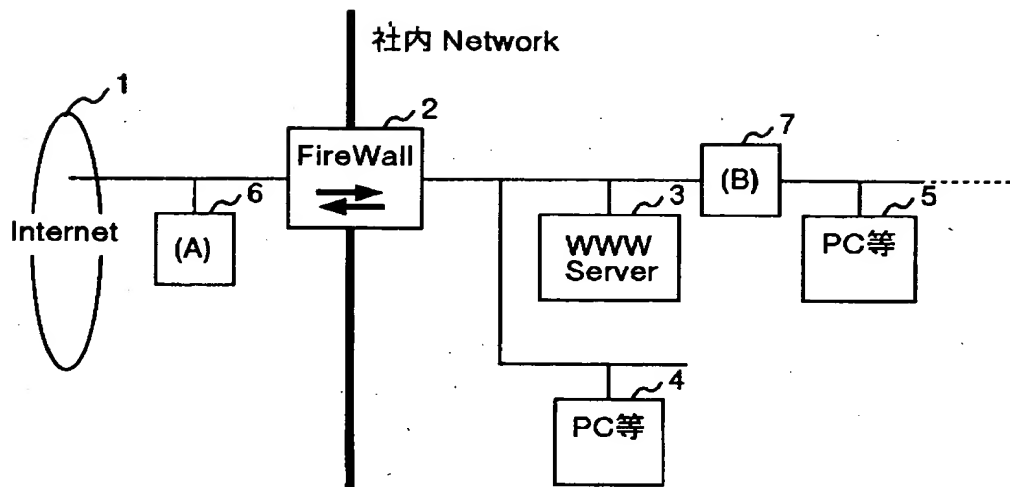 社内 Network
1
2
7
FireWall
(B)
6
3
5
Internet
(A)
WWW
Server
PC等
4
PC等